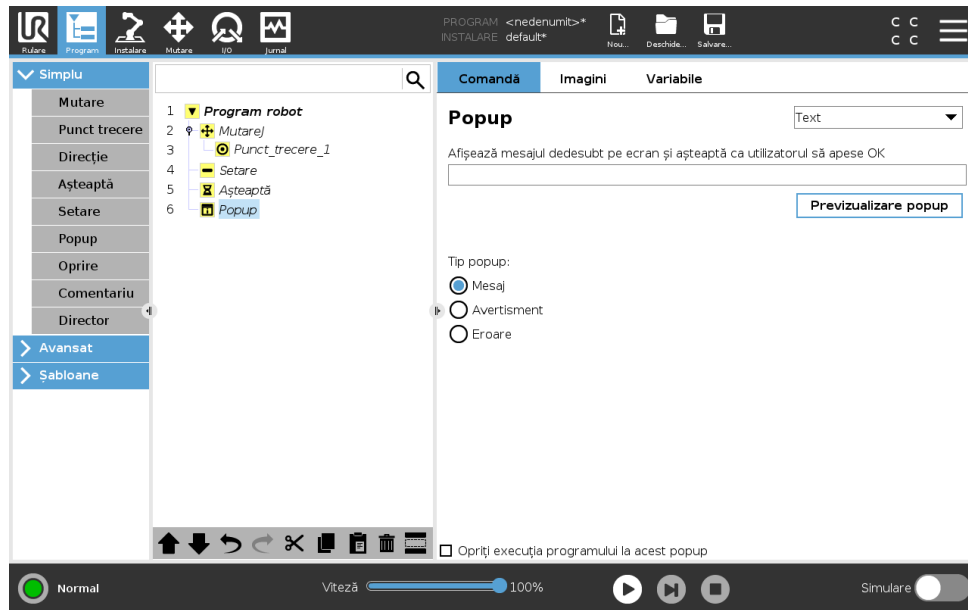 PROGRAM <nedenumit>*
INSTALARE default*
C C
C C
Rulare Program Instalare Mutare I/O Jurnal Nou... Deschide... Salvare...
Simplu
Mutare
Punct trecere
Direcție
Așteaptă
Setare
Popup
Oprire
Comentariu
Director
Avansat
Șabloane
1 Program robot
2 MutareJ
3 Punct_trecere_1
4 Setare
5 Așteaptă
6 Popup
Comandă Imagini Variabile
Popup Text
Afișează mesajul dedesubt pe ecran și așteaptă ca utilizatorul să apese OK
Previzualizare popup
Tip popup:
Mesaj
Avertisment
Eroare
Opriți execuția programului la acest popup
Normal Viteză 100% Simulare